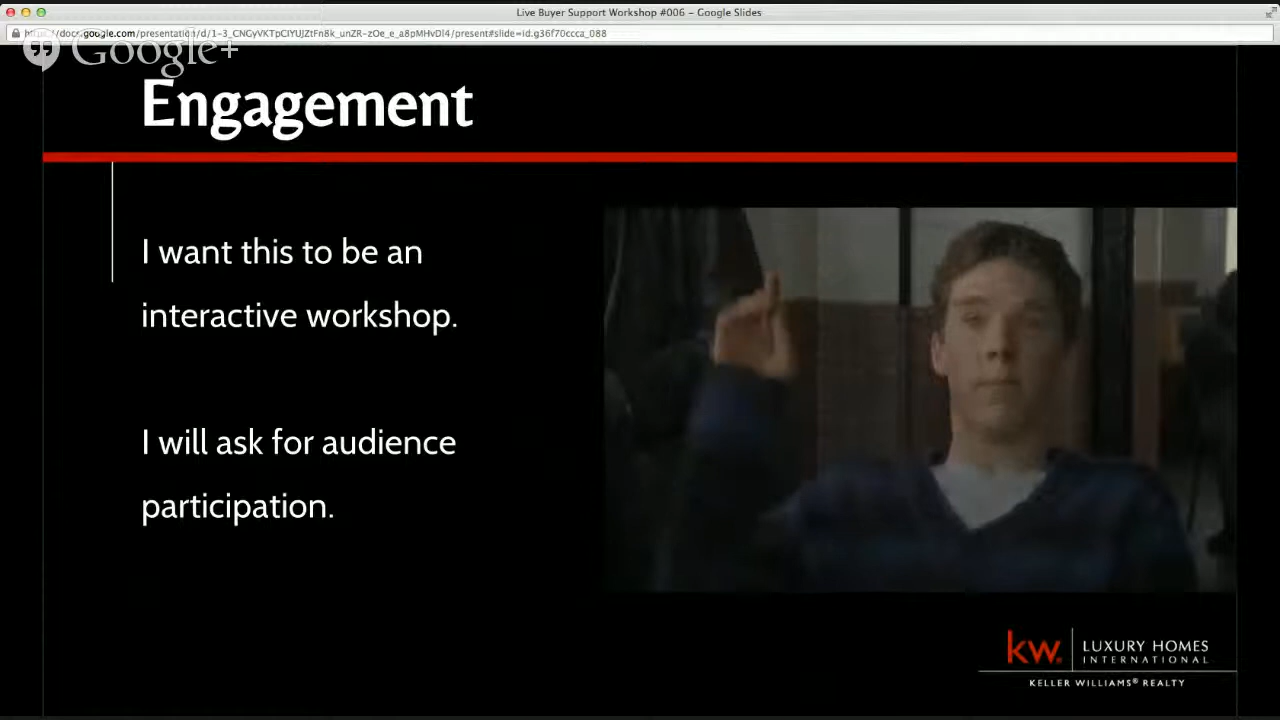 Live Buyer Support Workshop #006 – Google Slides
Google+
Engagement
I want this to be an
interactive workshop.
I will ask for audience
participation.
kw
LUXURY HOMES
INTERNATIONAL
KELLER WILLIAMS® REALTY